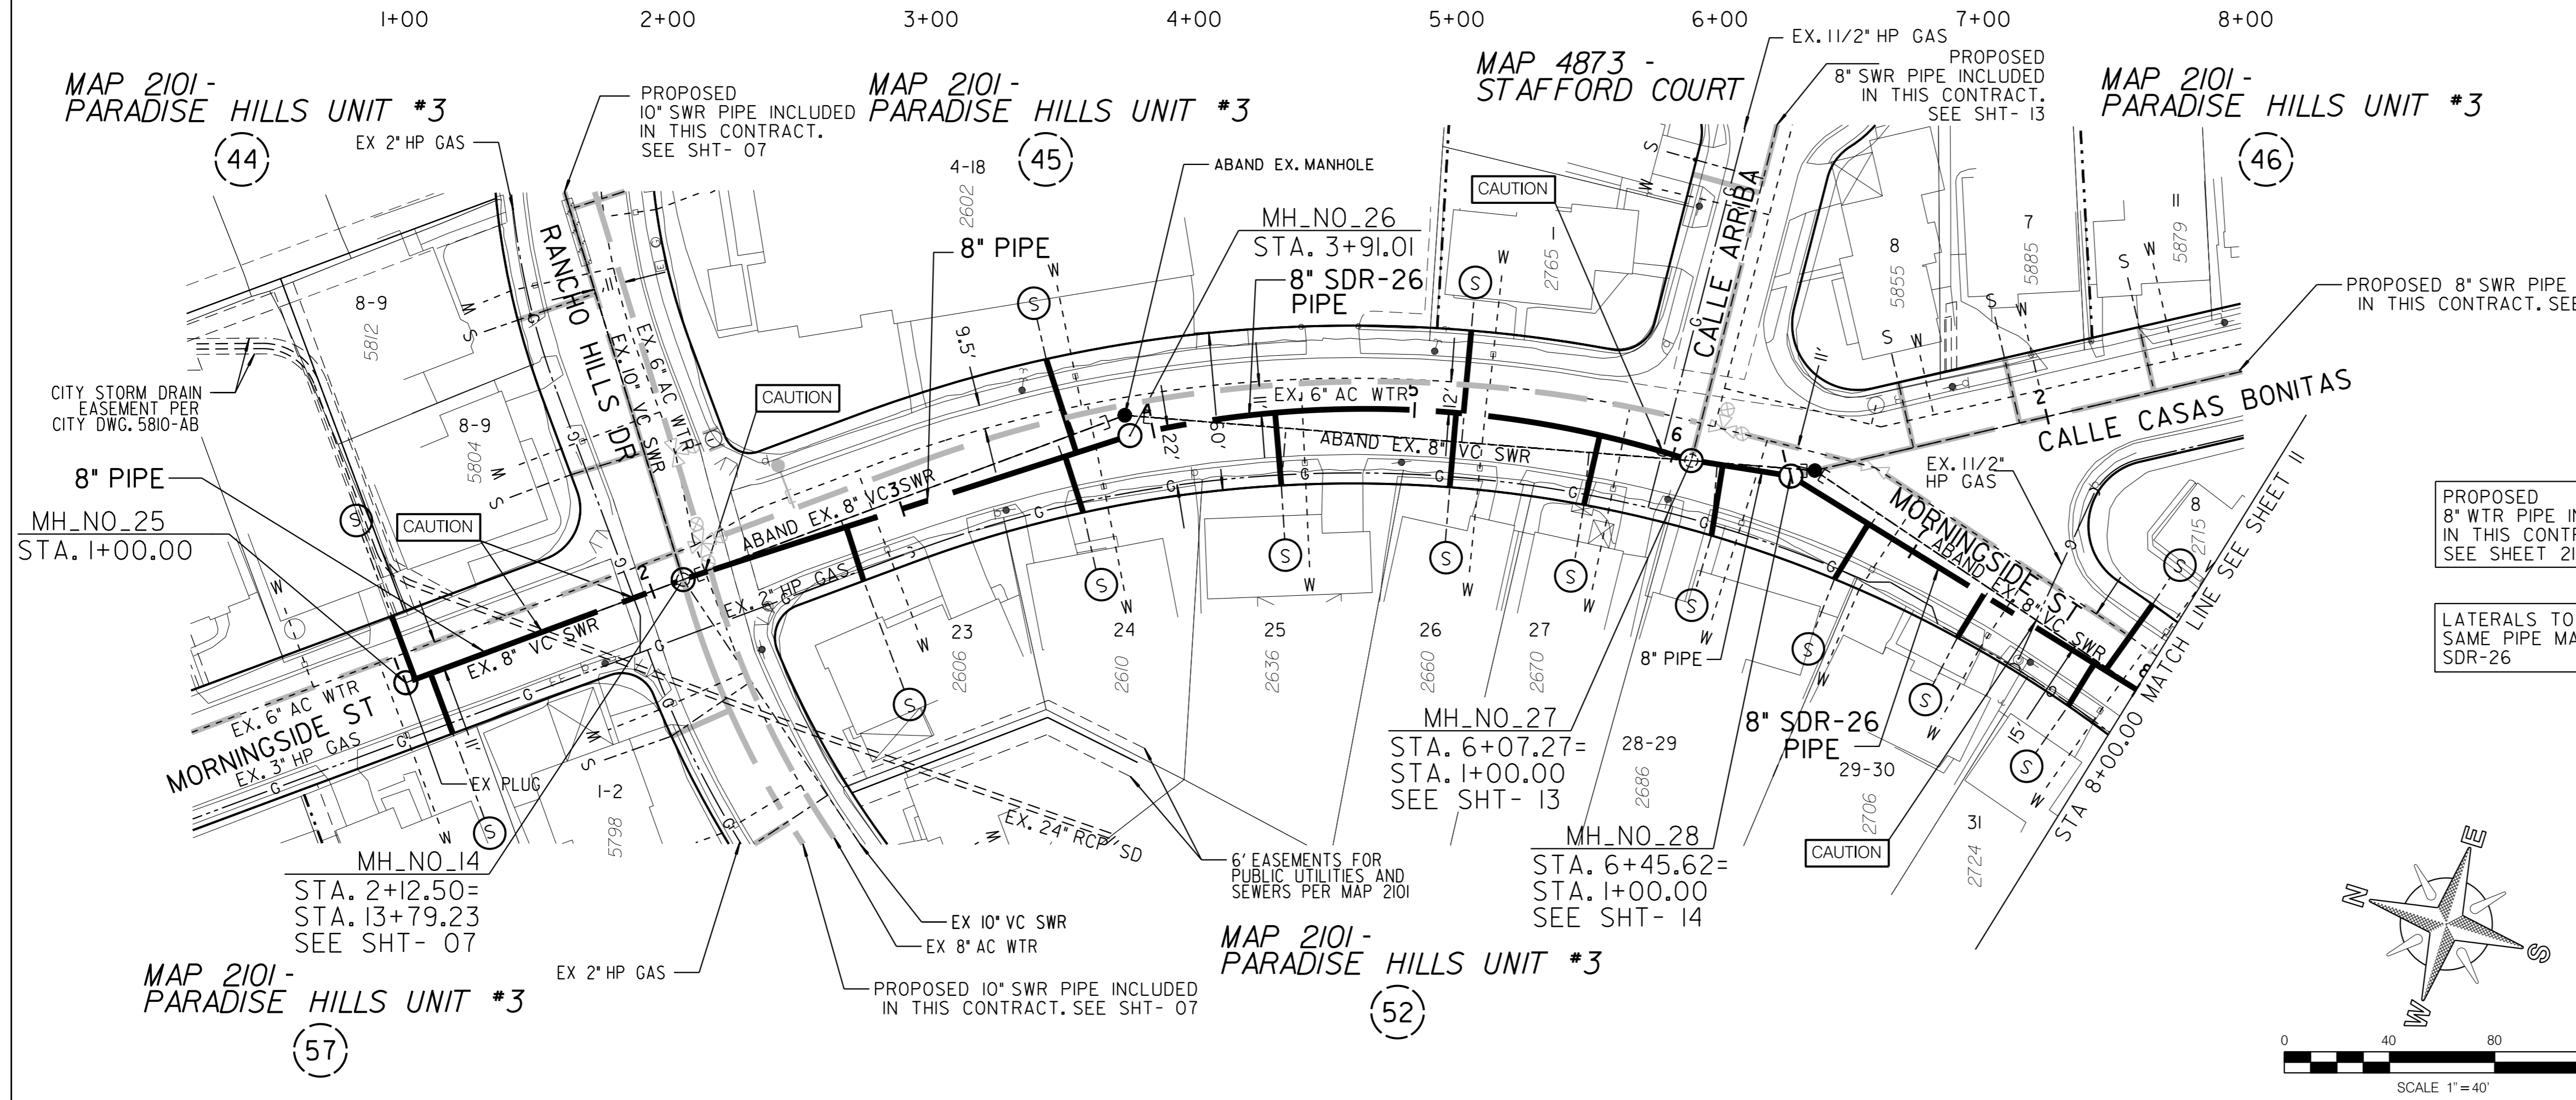 1+00 2+00 3+00 4+00 5+00 6+00 7+00 8+00
MAP 2101 -
PARADISE HILLS UNIT #3
44
EX 2" HP GAS
PROPOSED
10" SWR PIPE INCLUDED
IN THIS CONTRACT.
SEE SHT- 07
MAP 2101 -
PARADISE HILLS UNIT #3
45
4-18
2602
8" PIPE
ABAND EX. MANHOLE
MH_NO_26
STA. 3+91.01
8" SDR-26
PIPE
MAP 4873 -
STAFFORD COURT
EX. 11/2" HP GAS
PROPOSED
8" SWR PIPE INCLUDED
IN THIS CONTRACT.
SEE SHT- 13
MAP 2101 -
PARADISE HILLS UNIT #3
46
CAUTION
1
2765
CALLE ARRIBA
8
5855
7
5885
11
5879
PROPOSED 8" SWR PIPE
IN THIS CONTRACT. SEE
CALLE CASAS BONITAS
2
8-9
5812
8-9
5804
RANCHO HILLS DR
EX. 10" VC SWR
EX. 6" AC WTR
CITY STORM DRAIN
EASEMENT PER
CITY DWG. 5810-AB
8" PIPE
MH_NO_25
STA. 1+00.00
CAUTION
CAUTION
9.5'
22'
11'
12'
11'
EX. 6" AC WTR
5
ABAND EX. 8" VC SWR
6
ABAND EX. 8" VC SWR
3
2
1
EX. 8" VC SWR
EX. 2" HP GAS
EX. 6" AC WTR
MORNINGSIDE ST
EX. 3" HP GAS
EX PLUG
11'
1-2
5798
23
2606
24
2610
25
2636
26
2660
27
2670
8" PIPE
28-29
2686
8" SDR-26
PIPE
29-30
2706
31
2724
15'
EX. 11/2"
HP GAS
MORNINGSIDE ST
7
ABAND EX. 8" VC SWR
8
8
2715
STA 8+00.00 MATCH LINE SEE SHEET 11
PROPOSED
8" WTR PIPE IN
IN THIS CONTR
SEE SHEET 21
LATERALS TO
SAME PIPE MA
SDR-26
MH_NO_27
STA. 6+07.27=
STA. 1+00.00
SEE SHT- 13
MH_NO_28
STA. 6+45.62=
STA. 1+00.00
SEE SHT- 14
CAUTION
MH_NO_14
STA. 2+12.50=
STA. 13+79.23
SEE SHT- 07
EX. 24" RCP SD
6' EASEMENTS FOR
PUBLIC UTILITIES AND
SEWERS PER MAP 2101
EX 10" VC SWR
EX 8" AC WTR
EX 2" HP GAS
PROPOSED 10" SWR PIPE INCLUDED
IN THIS CONTRACT. SEE SHT- 07
MAP 2101 -
PARADISE HILLS UNIT #3
52
MAP 2101 -
PARADISE HILLS UNIT #3
57
N E S W
0 40 80
SCALE 1"=40'